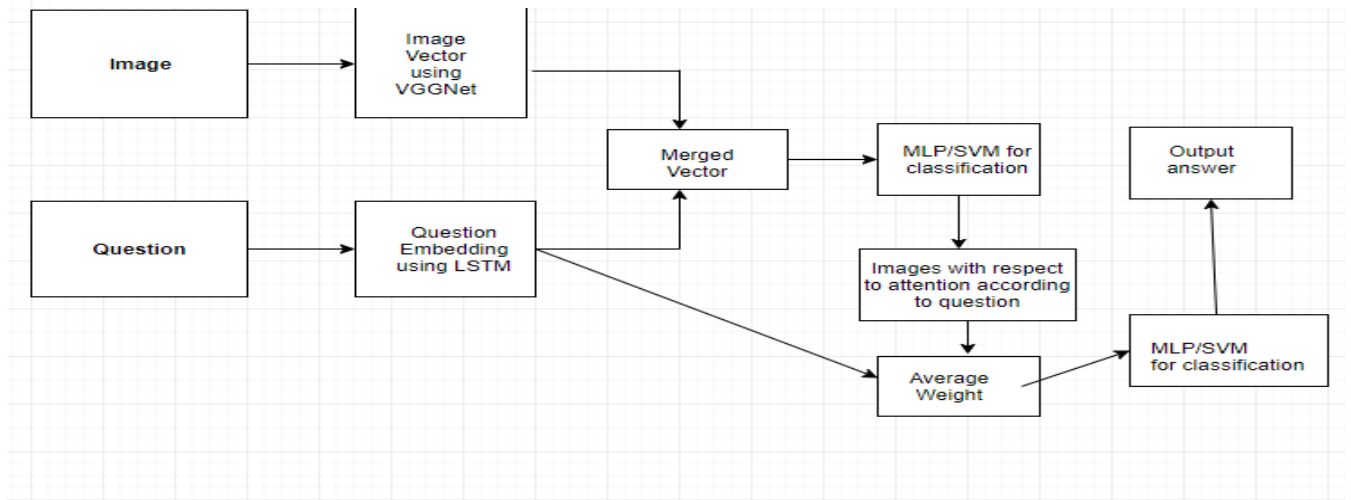 Image
Image
Vector
using
VGGNet
Merged
Vector
MLP/SVM for
classification
Output
answer
Question
Question
Embedding
using LSTM
Images with respect
to attention according
to question
Average
Weight
MLP/SVM
for classification